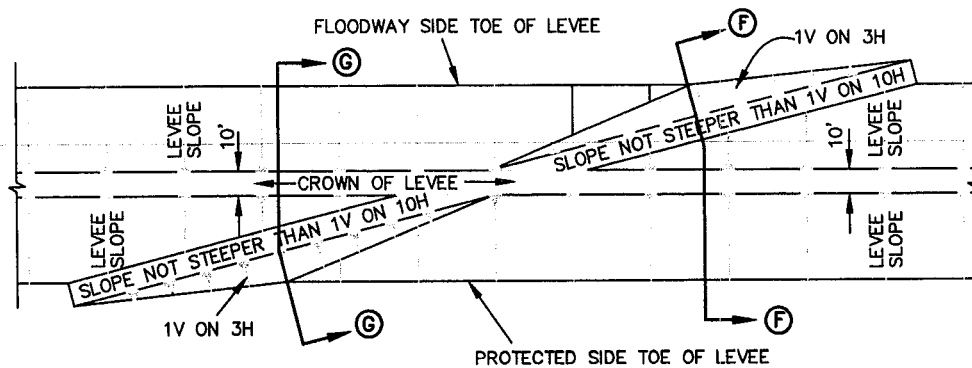 FLOODWAY SIDE TOE OF LEVEE
G
F
1V ON 3H
LEVEE
SLOPE
10'
SLOPE NOT STEEPER THAN 1V ON 10H
10'
LEVEE
SLOPE
CROWN OF LEVEE
LEVEE
SLOPE
SLOPE NOT STEEPER THAN 1V ON 10H
LEVEE
SLOPE
1V ON 3H
G
F
PROTECTED SIDE TOE OF LEVEE